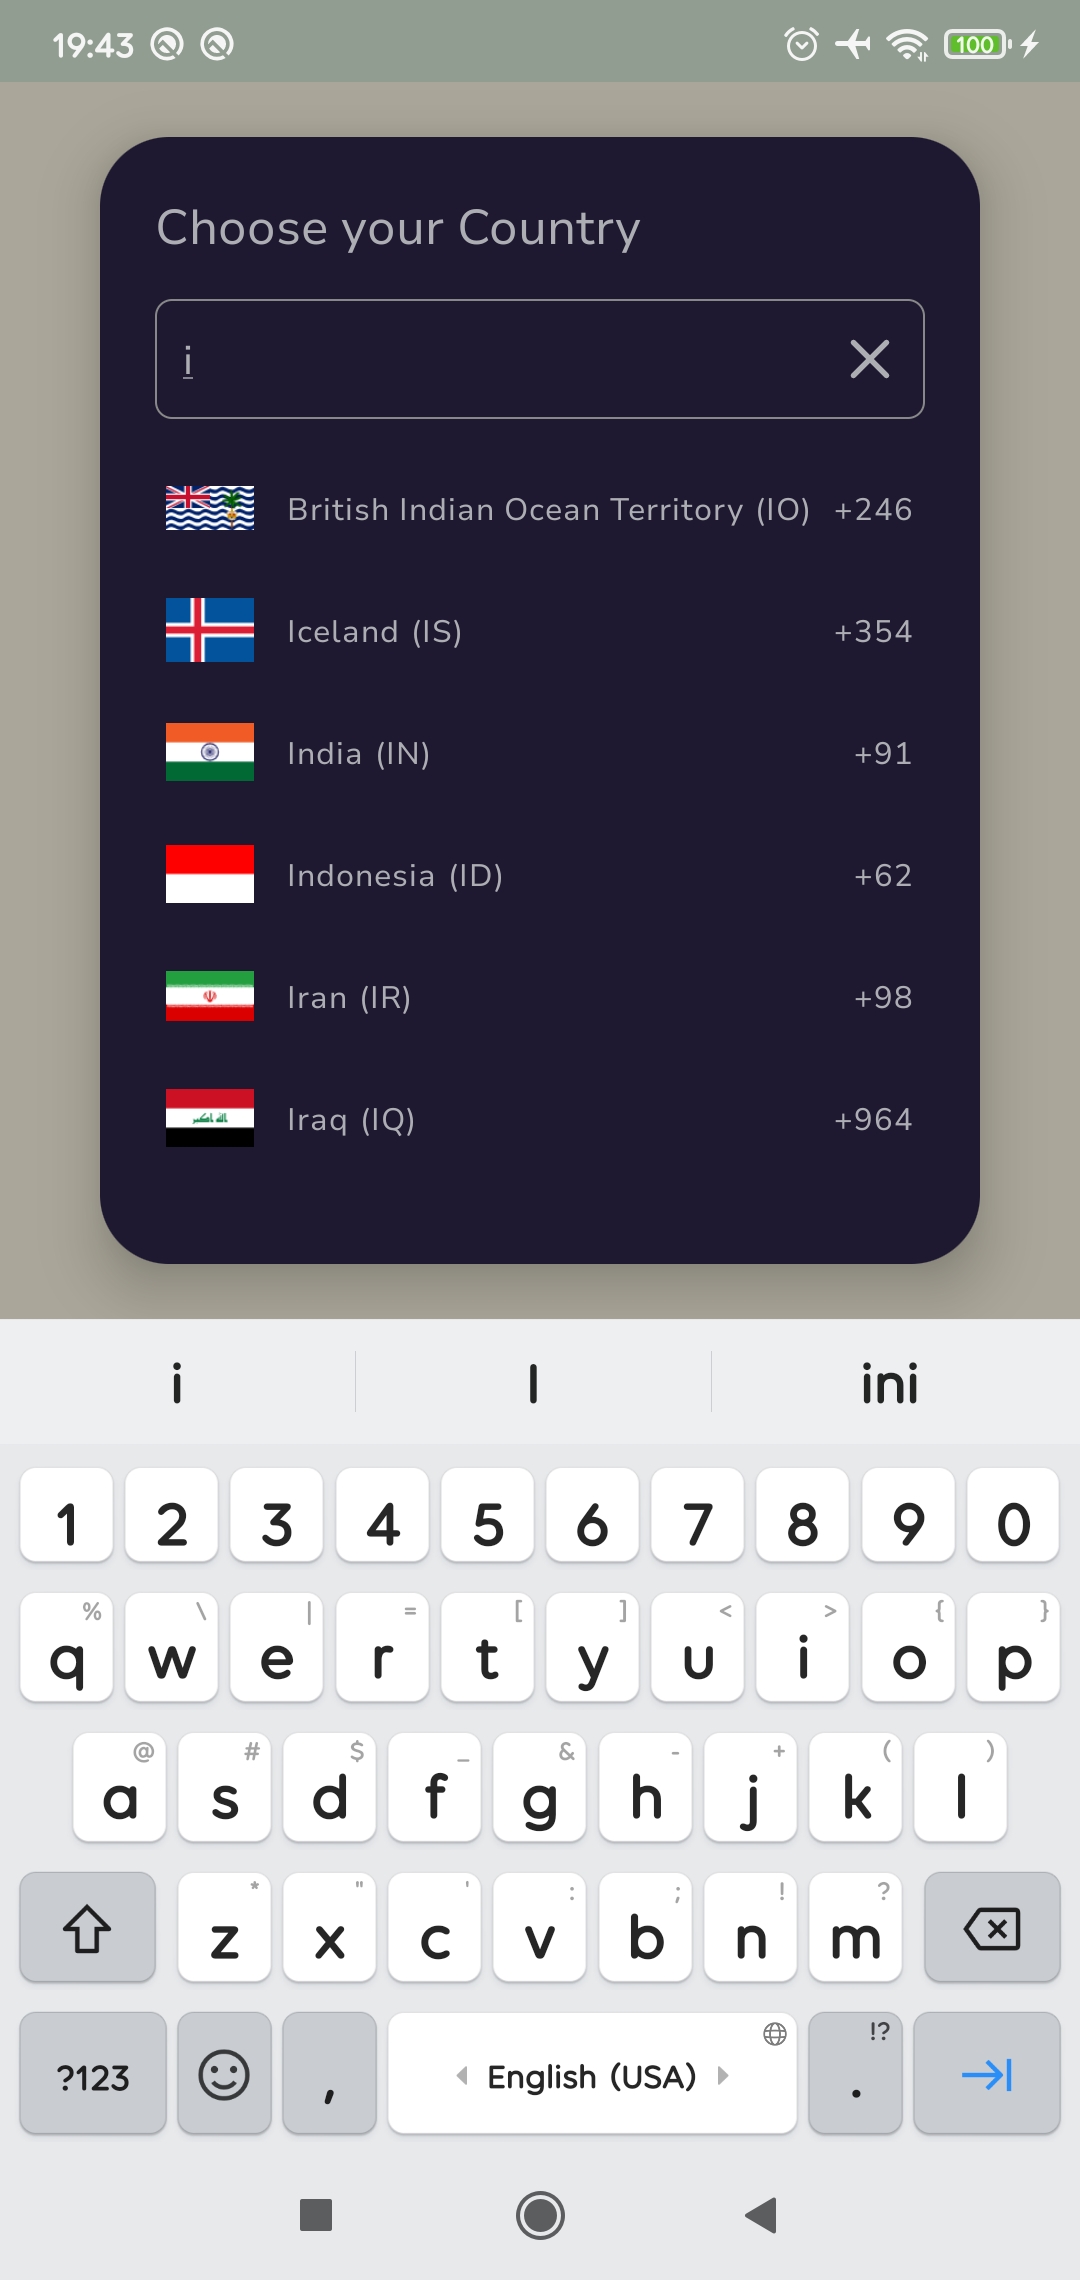 19:43
100
Choose your Country
i
British Indian Ocean Territory (IO) +246
Iceland (IS) +354
India (IN) +91
Indonesia (ID) +62
Iran (IR) +98
Iraq (IQ) +964
i I ini
1 2 3 4 5 6 7 8 9 0
% \ | = [ ] < > { }
q w e r t y u i o p
@ # $ _ & - + ( )
a s d f g h j k l
* " ' : ; ! ?
z x c v b n m
!?
?123 , English (USA) .